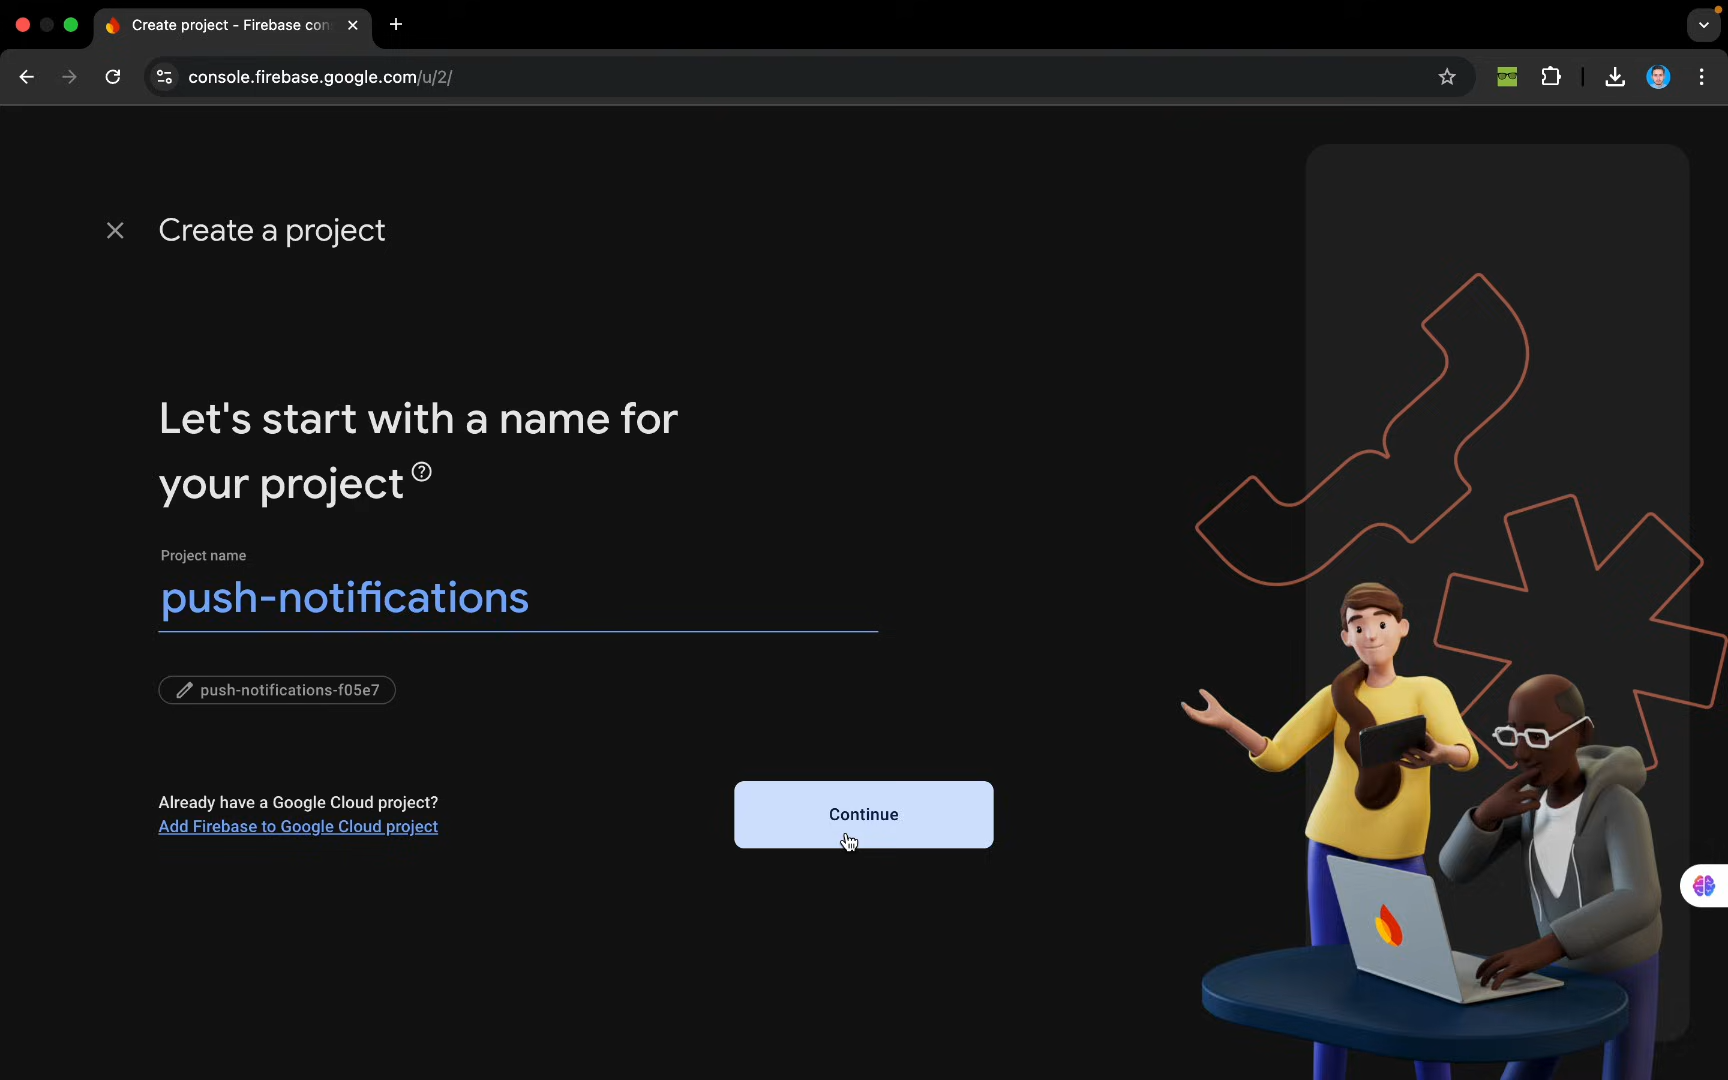 Create project - Firebase con
console.firebase.google.com/u/2/
Create a project
Let's start with a name for
your project
Project name
push-notifications
push-notifications-f05e7
Already have a Google Cloud project?
Add Firebase to Google Cloud project
Continue